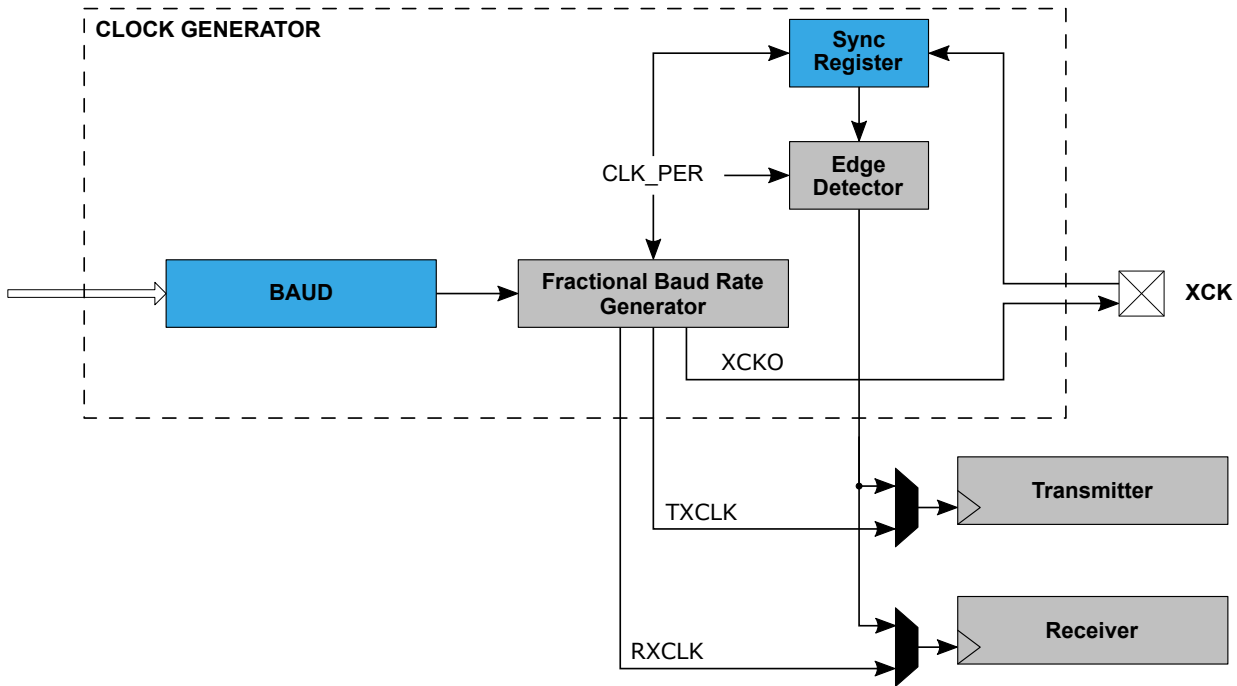 CLOCK GENERATOR
Sync
Register
Edge
Detector
CLK_PER
BAUD
Fractional Baud Rate
Generator
XCK
XCKO
Transmitter
TXCLK
Receiver
RXCLK